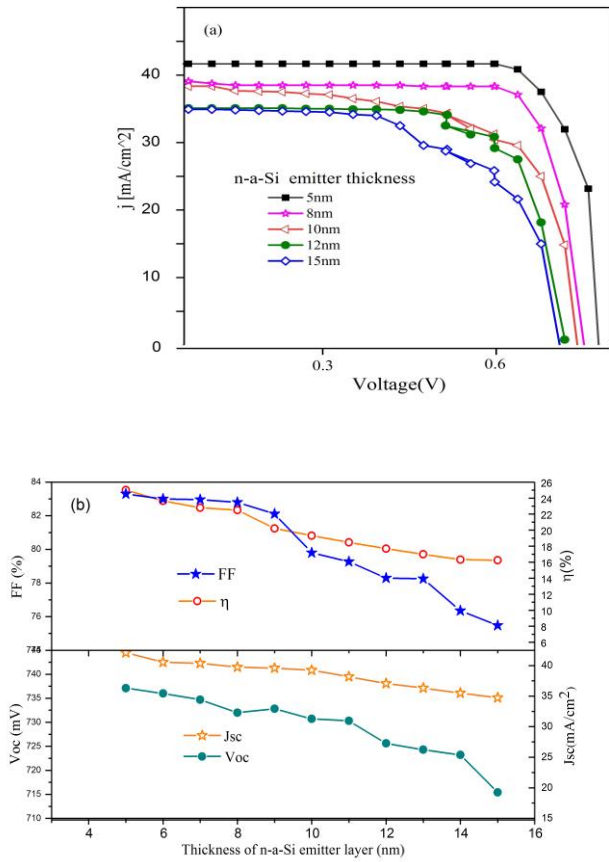 (a)
40
30
20
10
0
j [mA/cm^2]
n-a-Si emitter thickness
5nm
8nm
10nm
12nm
15nm
0.3
0.6
Voltage(V)
(b)
84
82
80
78
76
FF (%)
26
24
22
20
18
16
14
12
10
8
6
η(%)
FF
η
745
740
735
730
725
720
715
710
Voc (mV)
40
35
30
25
20
15
Jsc(mA/cm²)
Jsc
Voc
4
6
8
10
12
14
16
Thickness of n-a-Si emitter layer (nm)